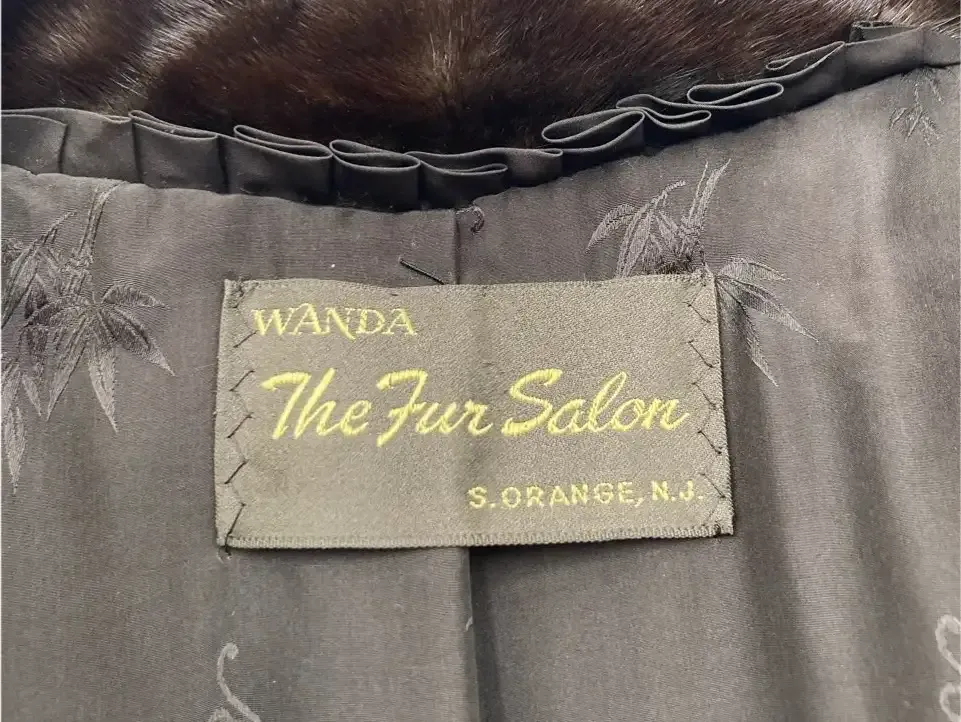 WANDA
The Fur Salon
S. ORANGE, N.J.